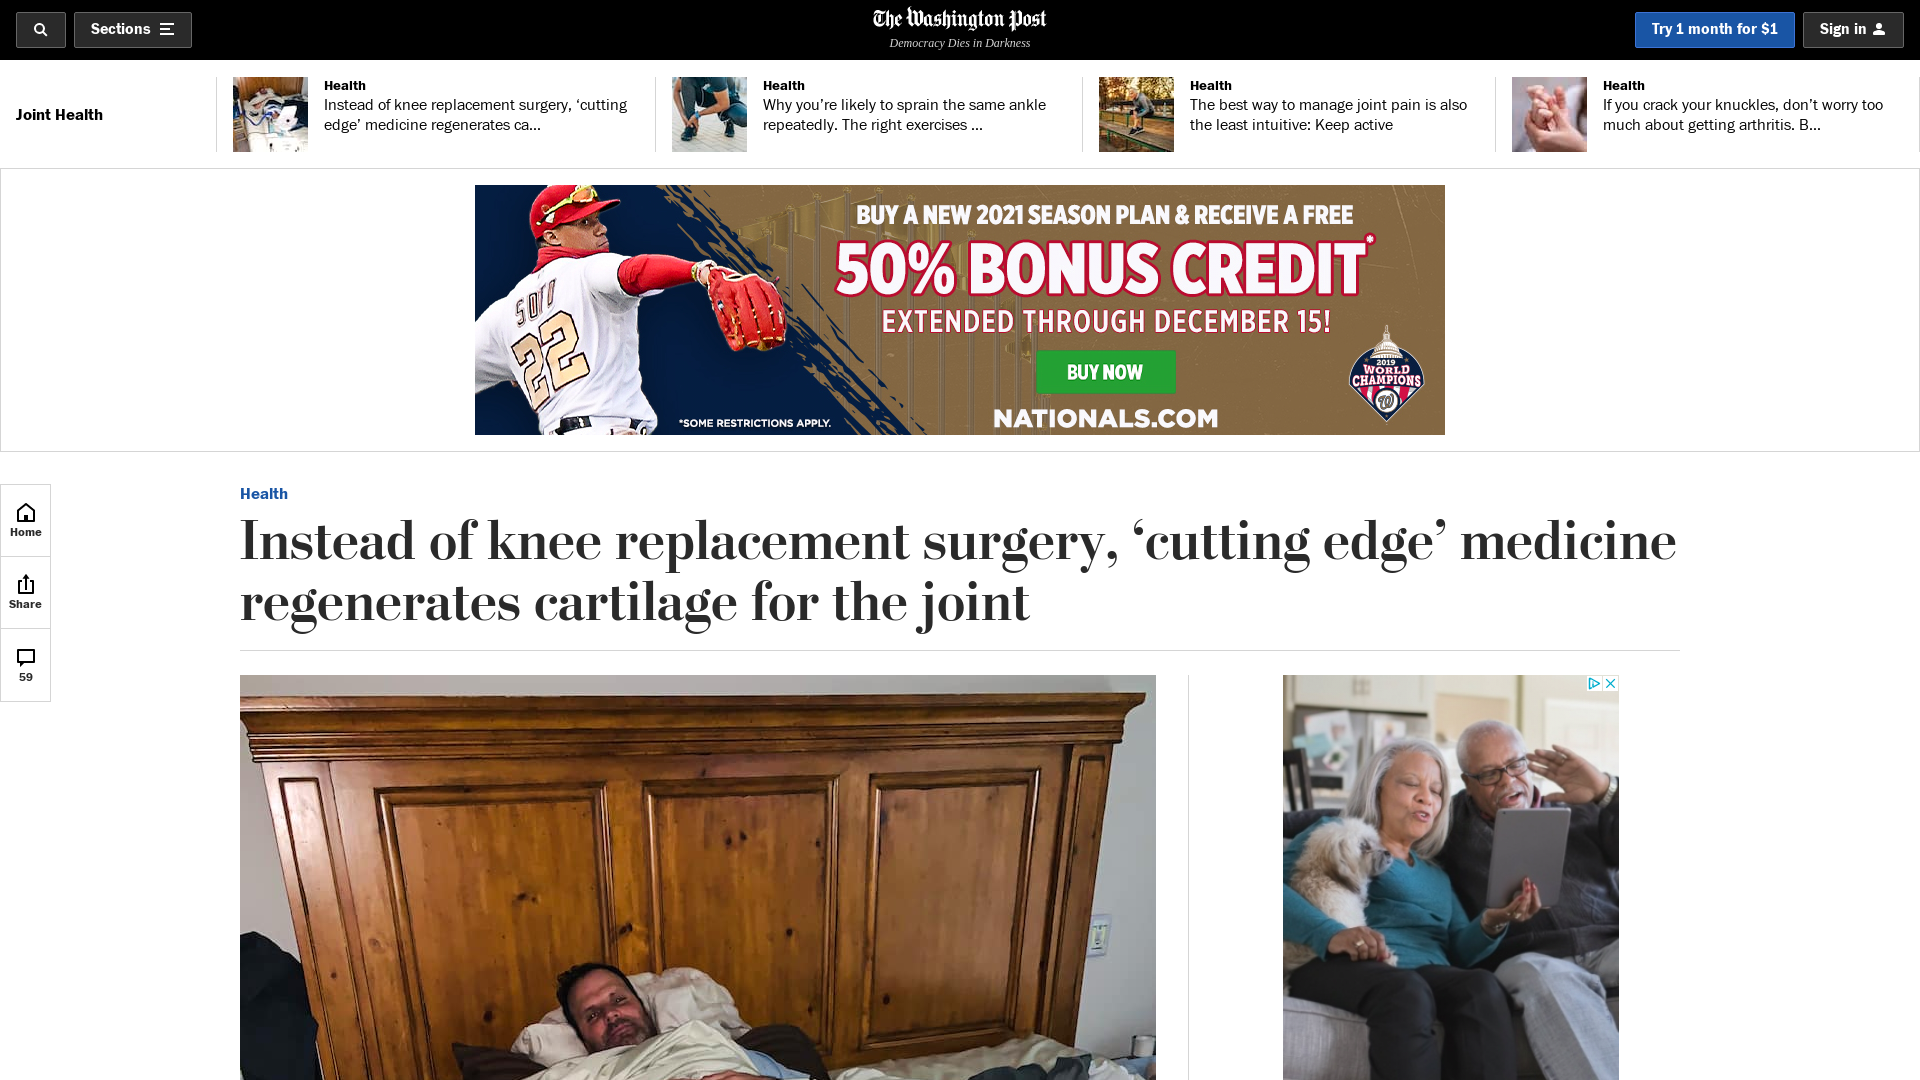 Sections
The Washington Post
Democracy Dies in Darkness
Try 1 month for $1
Sign in
Joint Health
Health
Instead of knee replacement surgery, ‘cutting
edge’ medicine regenerates ca...
Health
Why you’re likely to sprain the same ankle
repeatedly. The right exercises ...
Health
The best way to manage joint pain is also
the least intuitive: Keep active
Health
If you crack your knuckles, don’t worry too
much about getting arthritis. B...
BUY A NEW 2021 SEASON PLAN & RECEIVE A FREE
50% BONUS CREDIT*
EXTENDED THROUGH DECEMBER 15!
BUY NOW
NATIONALS.COM
*SOME RESTRICTIONS APPLY.
SOTO
22
2019
WORLD
CHAMPIONS
W
Home
Share
59
Health
Instead of knee replacement surgery, ‘cutting edge’ medicine
regenerates cartilage for the joint